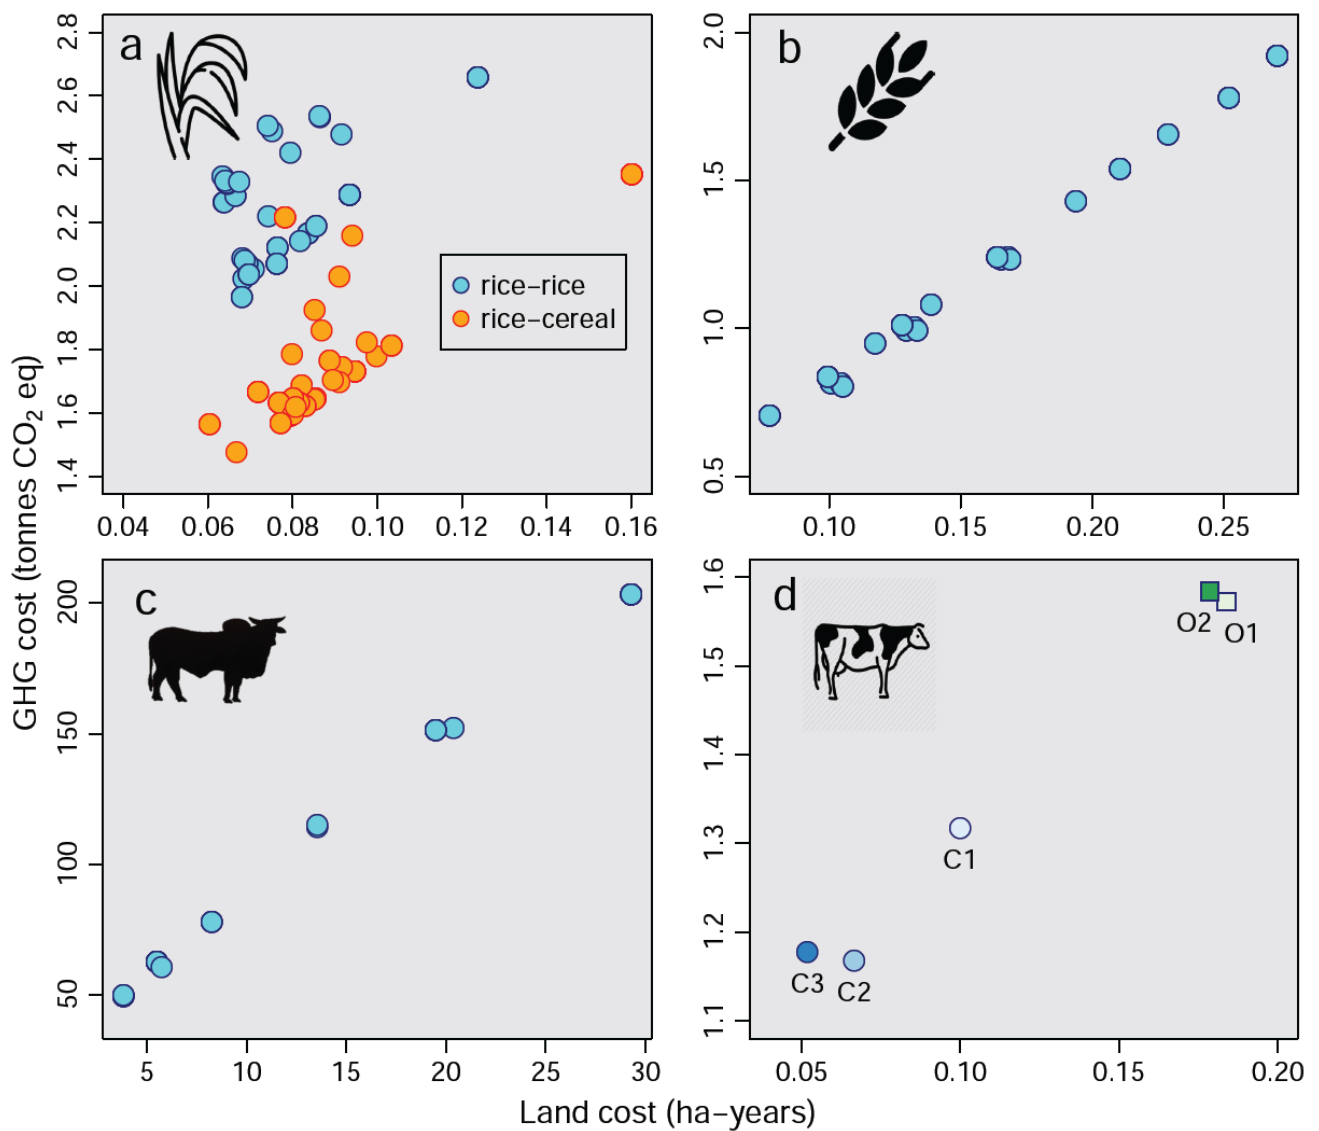 a
2.8
2.6
2.4
2.2
2.0
1.8
1.6
1.4
rice–rice
rice–cereal
0.04 0.06 0.08 0.10 0.12 0.14 0.16
b
2.0
1.5
1.0
0.5
0.10 0.15 0.20 0.25
GHG cost (tonnes CO₂ eq)
c
200
150
100
50
5 10 15 20 25 30
d
1.6
1.5
1.4
1.3
1.2
1.1
O2
O1
C1
C3
C2
0.05 0.10 0.15 0.20
Land cost (ha–years)